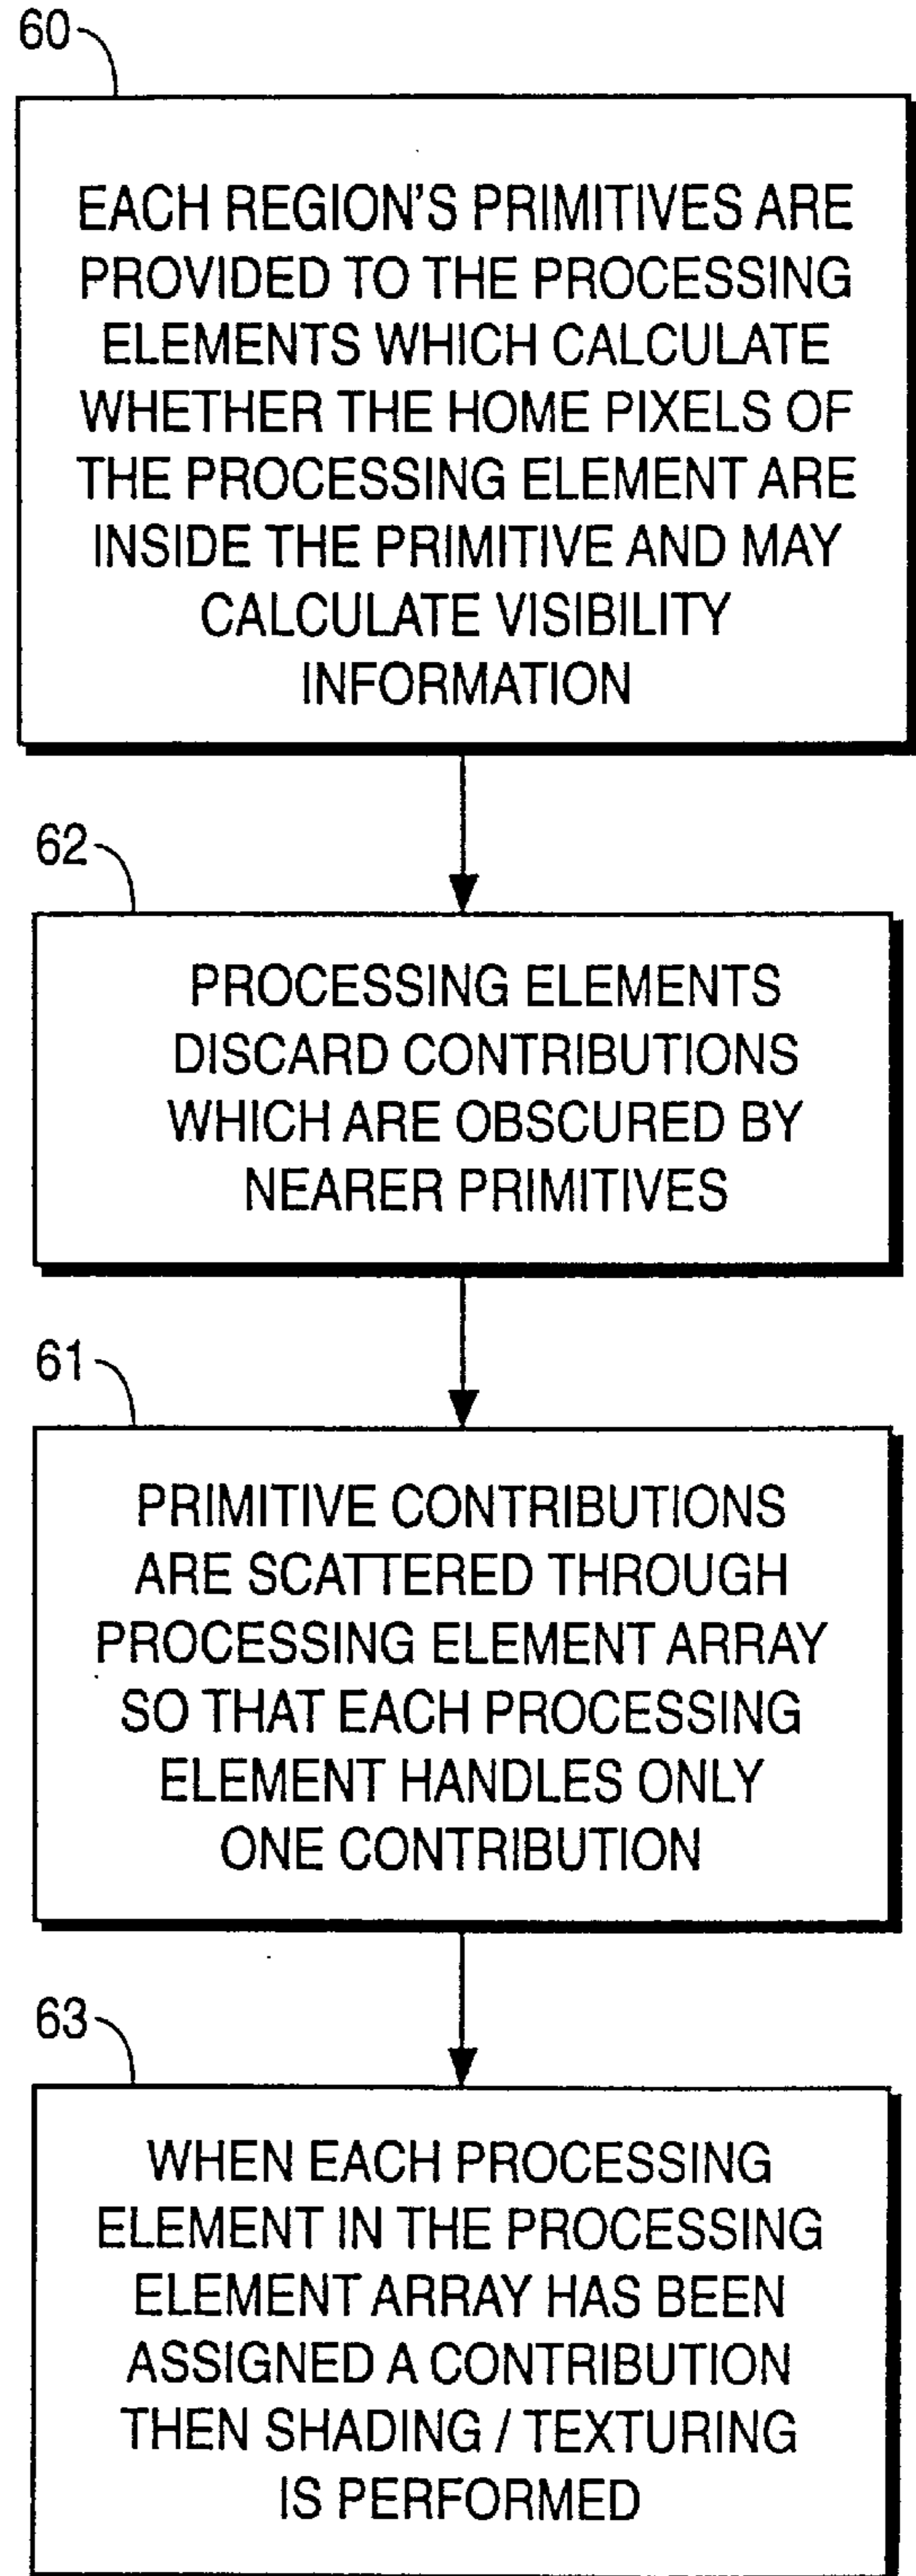 60
EACH REGION'S PRIMITIVES ARE
PROVIDED TO THE PROCESSING
ELEMENTS WHICH CALCULATE
WHETHER THE HOME PIXELS OF
THE PROCESSING ELEMENT ARE
INSIDE THE PRIMITIVE AND MAY
CALCULATE VISIBILITY
INFORMATION
62
PROCESSING ELEMENTS
DISCARD CONTRIBUTIONS
WHICH ARE OBSCURED BY
NEARER PRIMITIVES
61
PRIMITIVE CONTRIBUTIONS
ARE SCATTERED THROUGH
PROCESSING ELEMENT ARRAY
SO THAT EACH PROCESSING
ELEMENT HANDLES ONLY
ONE CONTRIBUTION
63
WHEN EACH PROCESSING
ELEMENT IN THE PROCESSING
ELEMENT ARRAY HAS BEEN
ASSIGNED A CONTRIBUTION
THEN SHADING / TEXTURING
IS PERFORMED